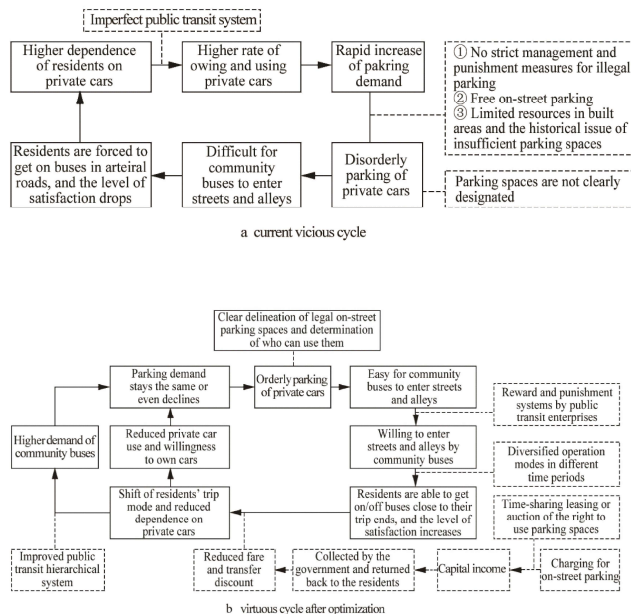 Imperfect public transit system
Higher dependence
of residents on
private cars
Higher rate of
owing and using
private cars
Rapid increase
of pakring
demand
① No strict management and
punishment measures for illegal
parking
② Free on-street parking
③ Limited resources in built
areas and the historical issue of
insufficient parking spaces
Residents are forced to
get on buses in arteiral
roads, and the level of
satisfaction drops
Difficult for
community
buses to enter
streets and alleys
Disorderly
parking of
private cars
Parking spaces are not clearly
designated
a current vicious cycle
Clear delineation of legal on-street
parking spaces and determination
of who can use them
Parking demand
stays the same or
even declines
Orderly parking
of private cars
Easy for community
buses to enter streets
and alleys
Reward and punishment
systems by public
transit enterprises
Higher demand of
community buses
Reduced private car
use and willingness
to own cars
Willing to enter
streets and alleys by
community buses
Diversified operation
modes in different
time periods
Shift of residents' trip
mode and reduced
dependence on
private cars
Residents are able to get
on/off buses close to their
trip ends, and the level of
satisfaction increases
Time-sharing leasing or
auction of the right to
use parking spaces
Improved public
transit hierarchical
system
Reduced fare
and transfer
discount
Collected by the
government and returned
back to the residents
Capital income
Charging for
on-street parking
b virtuous cycle after optimization